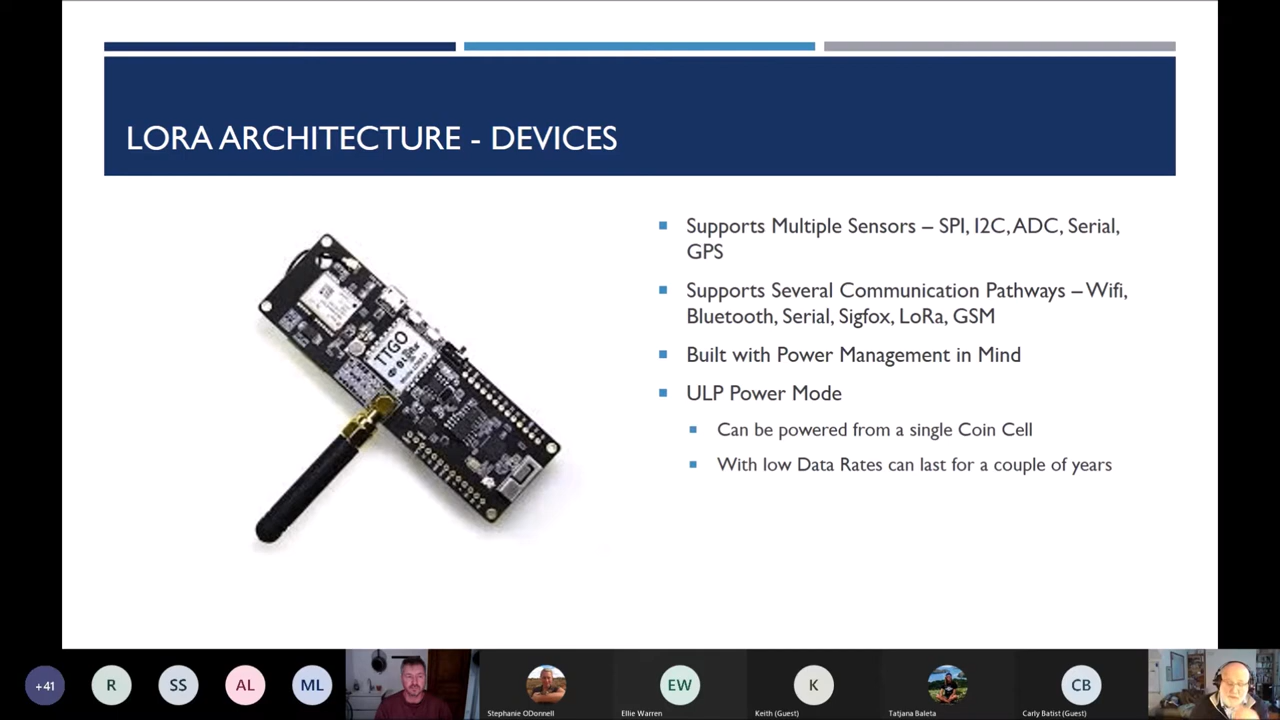 LORA ARCHITECTURE - DEVICES
Supports Multiple Sensors – SPI, I2C, ADC, Serial,
GPS
Supports Several Communication Pathways – Wifi,
Bluetooth, Serial, Sigfox, LoRa, GSM
Built with Power Management in Mind
ULP Power Mode
Can be powered from a single Coin Cell
With low Data Rates can last for a couple of years
TTGO
+41
R
SS
AL
ML
EW
K
CB
Stephanie ODonnell
Ellie Warren
Keith (Guest)
Tatjana Baleta
Carly Batist (Guest)